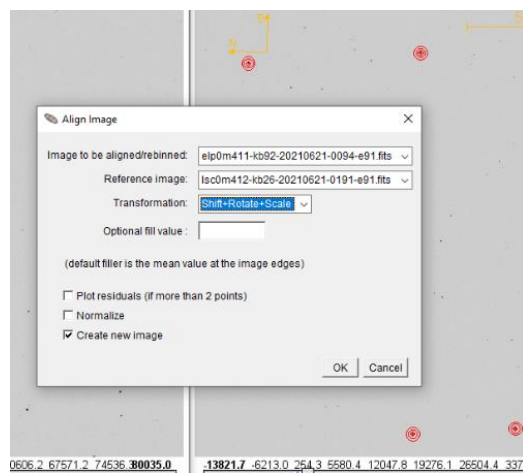 E
N
Align Image
Image to be aligned/rebinned: elp0m411-kb92-20210621-0094-e91.fits
Reference image: lsc0m412-kb26-20210621-0191-e91.fits
Transformation: Shift+Rotate+Scale
Optional fill value :
(default filler is the mean value at the image edges)
Plot residuals (if more than 2 points)
Normalize
Create new image
OK Cancel
0606.2 67571.2 74536.3 80035.0 -13821.7 -6213.0 254.3 5580.4 12047.8 19276.1 26504.4 337